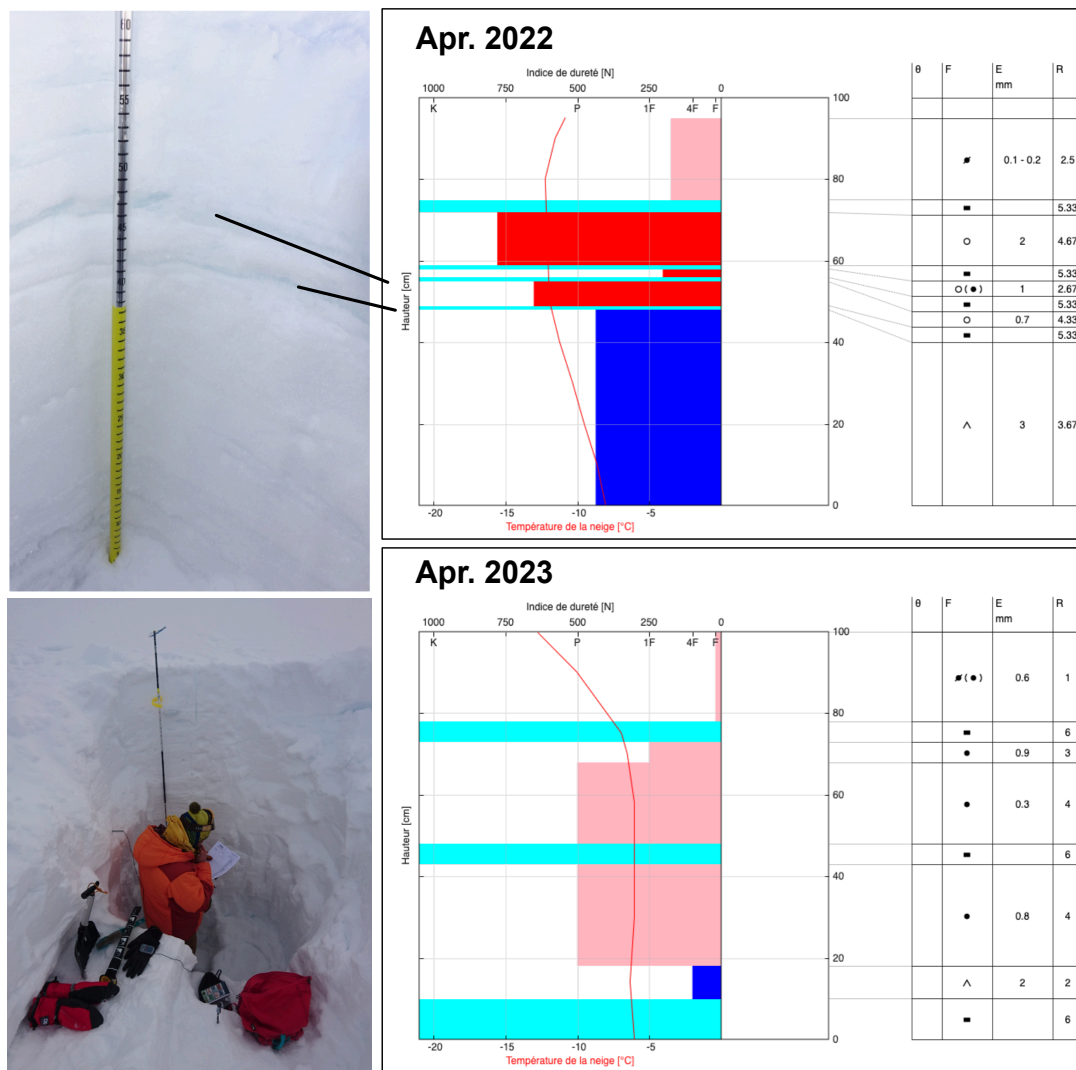 60
55
50
45
40
Apr. 2022
Indice de dureté [N]
1000 750 500 250 0
K P 1F 4F F
100
80
60
40
20
0
Hauteur [cm]
-20 -15 -10 -5
Température de la neige [°C]
θ F E R
mm
0.1 - 0.2 2.5
5.33
2 4.67
5.33
( ) 1 2.67
5.33
0.7 4.33
5.33
3 3.67
Apr. 2023
Indice de dureté [N]
1000 750 500 250 0
K P 1F 4F F
100
80
60
40
20
0
Hauteur [cm]
-20 -15 -10 -5
Température de la neige [°C]
θ F E R
mm
( ) 0.6 1
6
0.9 3
0.3 4
6
0.8 4
2 2
6